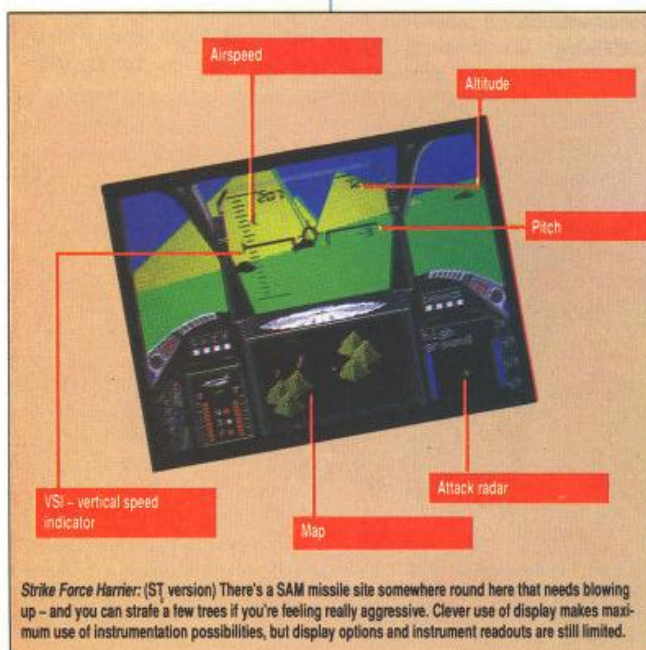 Airspeed
Altitude
Pitch
VSI – vertical speed
indicator
Attack radar
Map
Strike Force Harrier: (ST version) There's a SAM missile site somewhere round here that needs blowing
up – and you can strafe a few trees if you're feeling really aggressive. Clever use of display makes maxi-
mum use of instrumentation possibilities, but display options and instrument readouts are still limited.